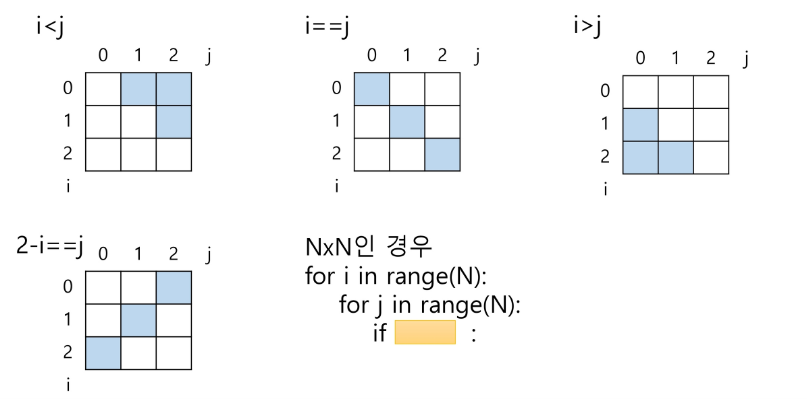 i<j
0 1 2 j
0
1
2
i
i==j
0 1 2 j
0
1
2
i
i>j
0 1 2 j
0
1
2
i
2-i==j
0 1 2 j
0
1
2
i
NxN인 경우
for i in range(N):
for j in range(N):
if :